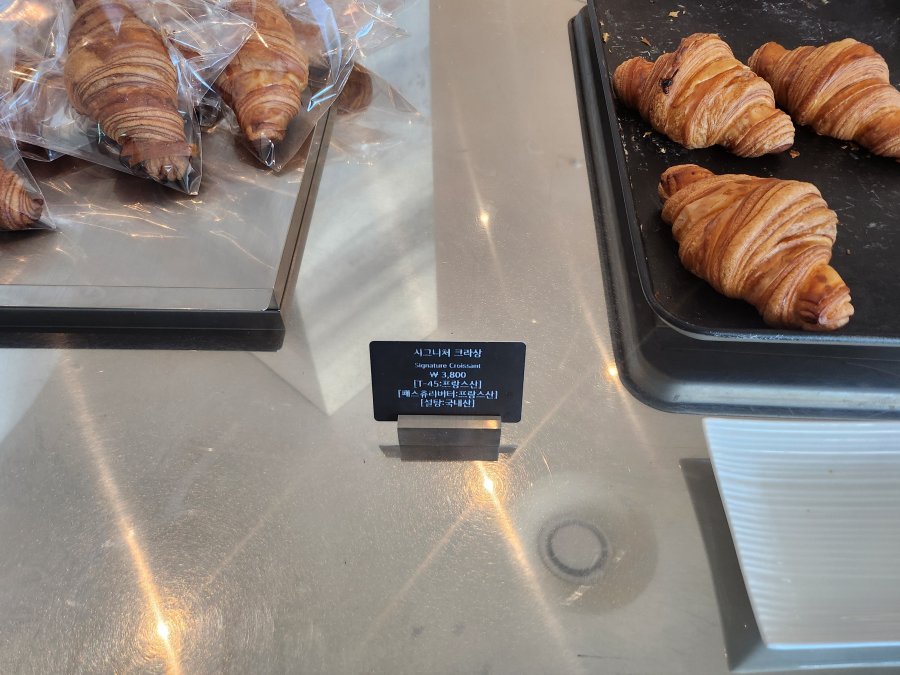 시그니처 크라상
Signature Croissant
₩ 3,800
[T-45:프랑스산]
[페스츄리버터:프랑스산]
[설탕:국내산]